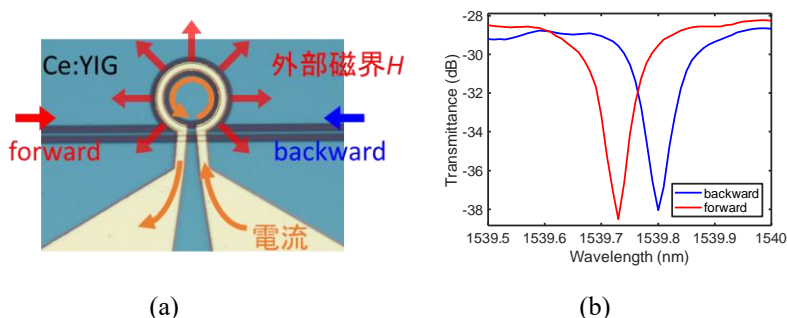 Ce:YIG
外部磁界H
forward
backward
電流
(a)
Transmittance (dB)
-28
-30
-32
-34
-36
-38
1539.5
1539.6
1539.7
1539.8
1539.9
1540
Wavelength (nm)
backward
forward
(b)